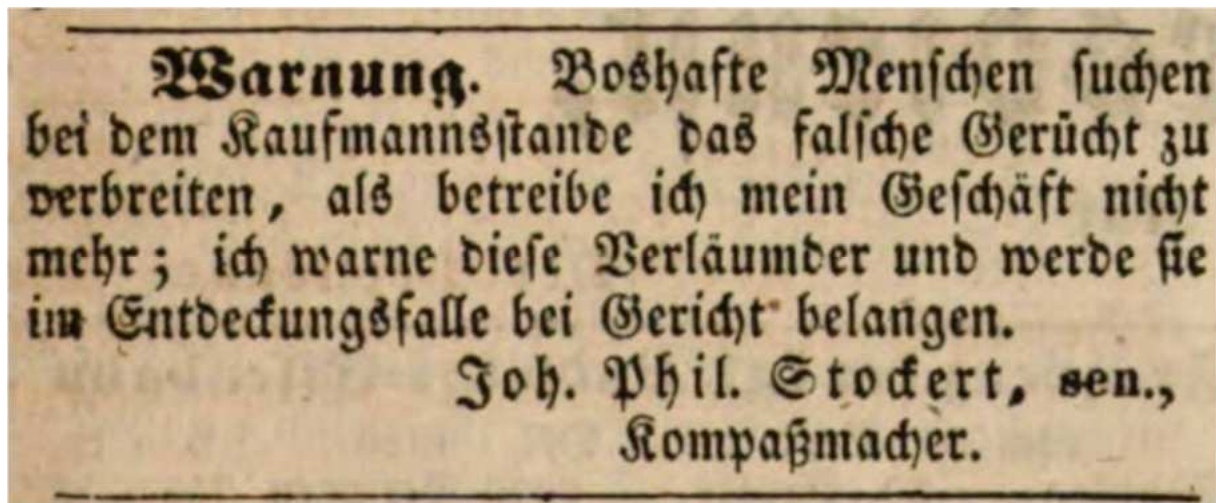 Warnung. Boshafte Menschen suchen
bei dem Kaufmannsstande das falsche Gerücht zu
verbreiten, als betreibe ich mein Geschäft nicht
mehr; ich warne diese Verläumder und werde sie
im Entdeckungsfalle bei Gericht belangen.
Joh. Phil. Stockert, sen.,
Kompaßmacher.